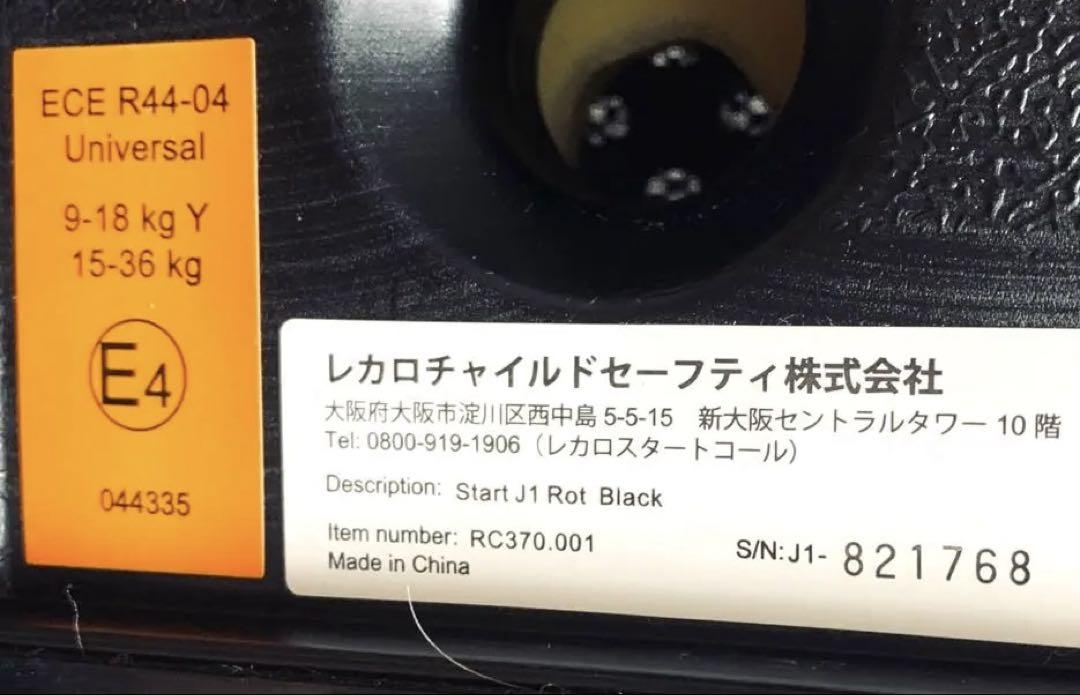 ECE R44-04
Universal
9-18 kg Y
15-36 kg
E4
044335
レカロチャイルドセーフティ株式会社
大阪府大阪市淀川区西中島 5-5-15　新大阪セントラルタワー 10 階
Tel: 0800-919-1906（レカロスタートコール）
Description: Start J1 Rot Black
Item number: RC370.001
Made in China
S/N: J1- 821768